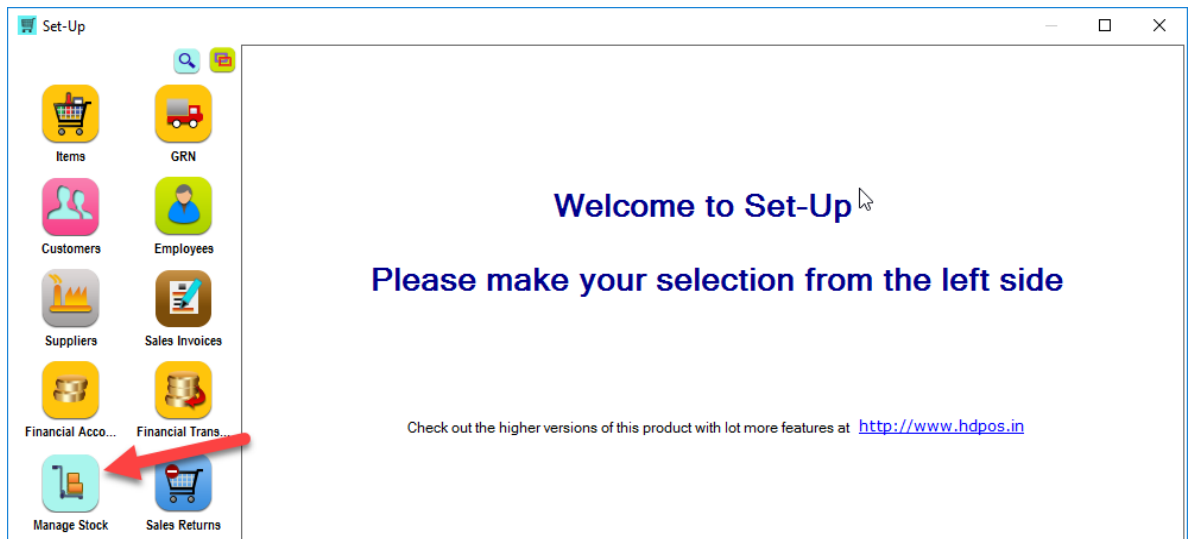 Set-Up
Items
GRN
Welcome to Set-Up
Customers
Employees
Please make your selection from the left side
Suppliers
Sales Invoices
Financial Acco...
Financial Trans...
Check out the higher versions of this product with lot more features at http://www.hdpos.in
Manage Stock
Sales Returns